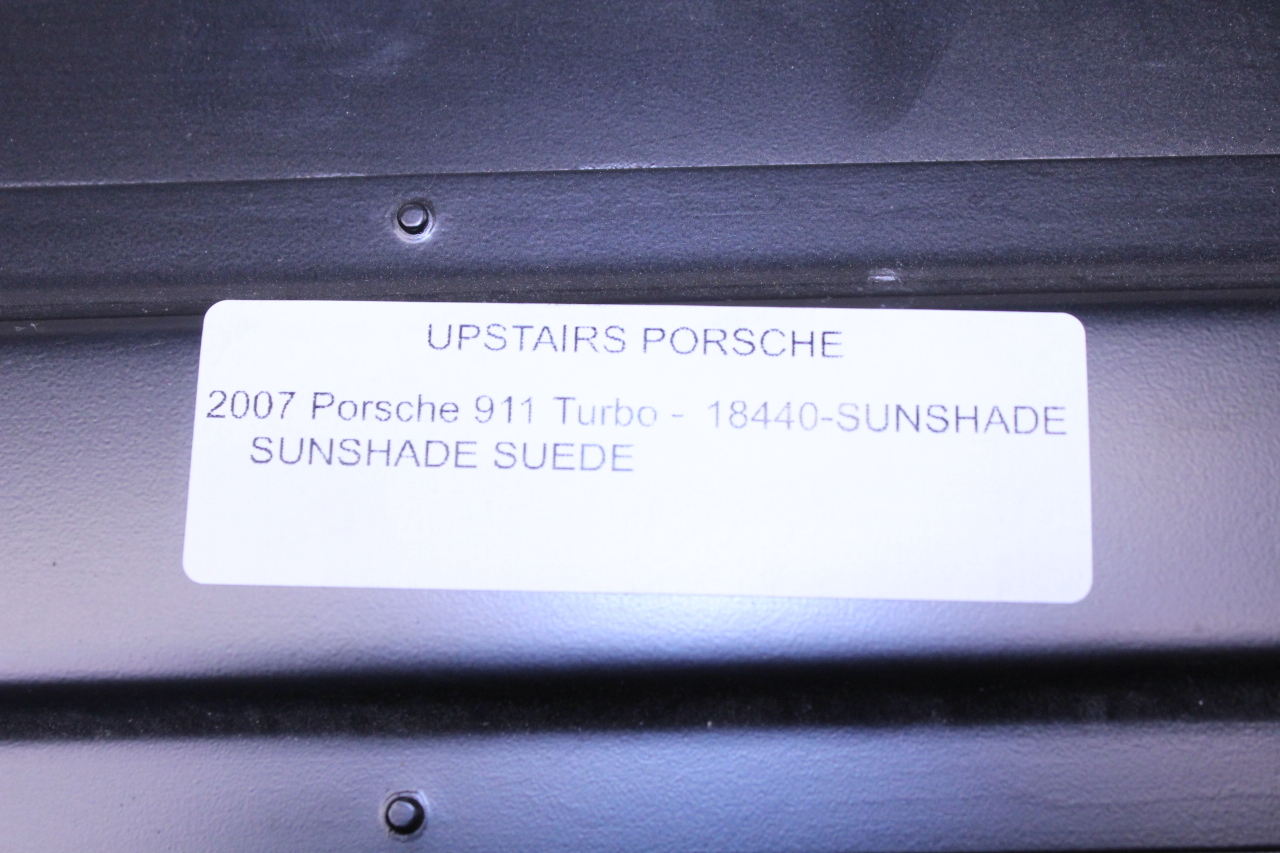 UPSTAIRS PORSCHE
2007 Porsche 911 Turbo - 18440-SUNSHADE
SUNSHADE SUEDE